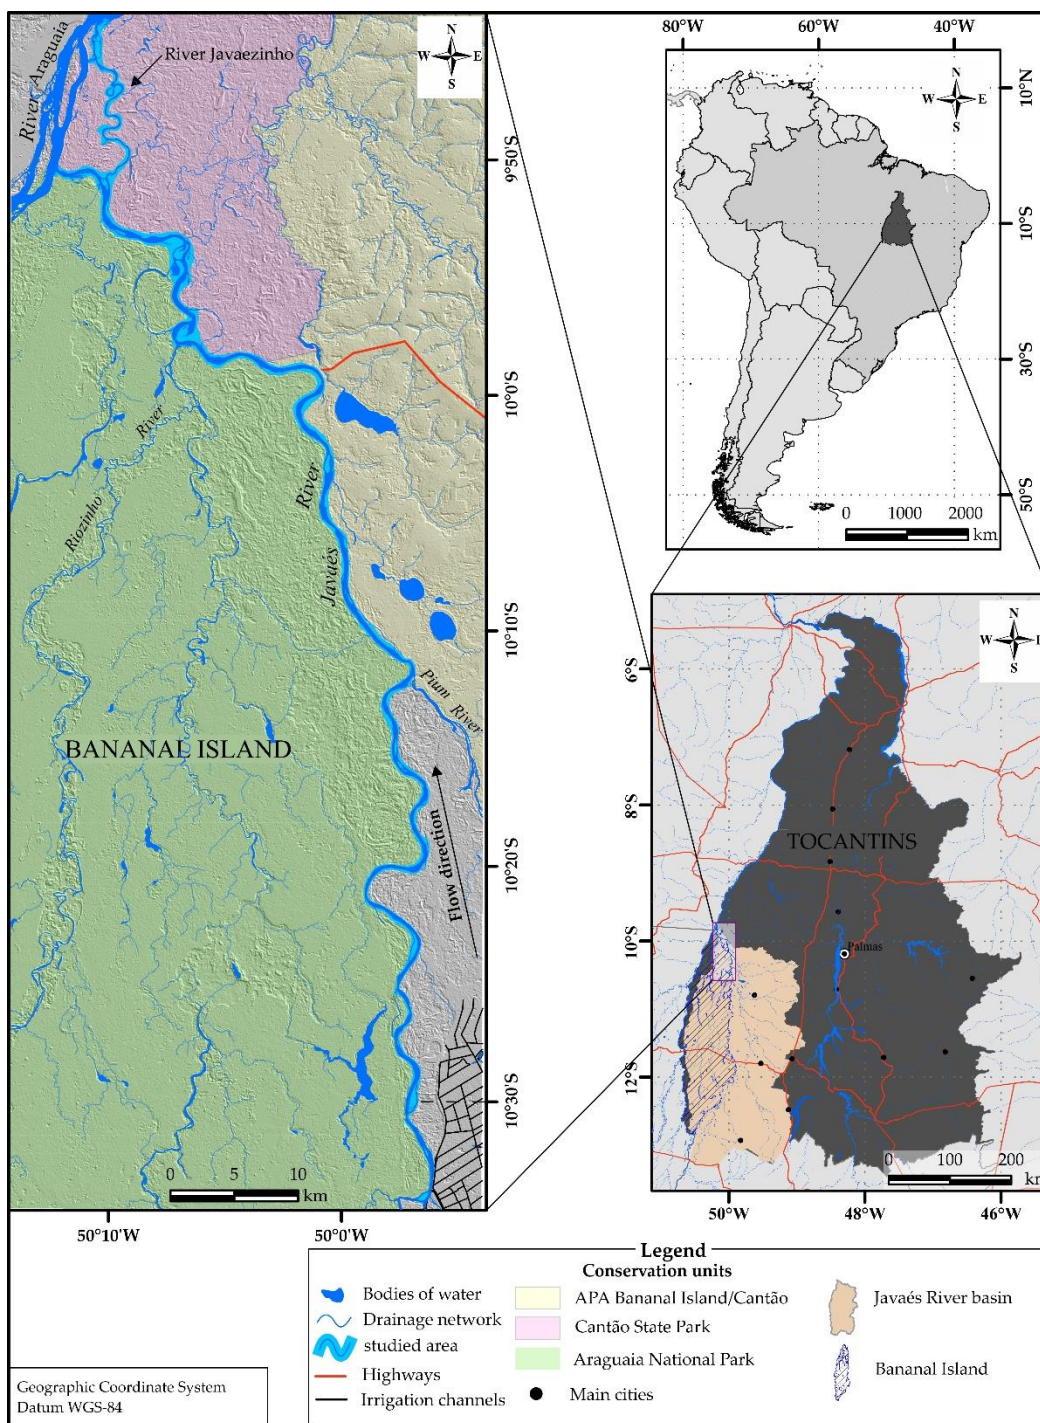 River Araguaia
River Javaezinho
N
W E
S
9°50'S
10°0'S
10°10'S
10°20'S
10°30'S
River
Riozinho
River
Javaés
Pium River
BANANAL ISLAND
Flow direction
0 5 10
km
50°10'W 50°0'W
80°W 60°W 40°W
N
W E
S
10°N
10°S
30°S
50°S
0 1000 2000
km
N
W
S
6°S
8°S
10°S
12°S
TOCANTINS
Palmas
0 100 200
50°W 48°W 46°W
Legend
Conservation units
Bodies of water
Drainage network
studied area
Highways
Irrigation channels
APA Bananal Island/Cantão
Cantão State Park
Araguaia National Park
Main cities
Javaés River basin
Bananal Island
Geographic Coordinate System
Datum WGS-84